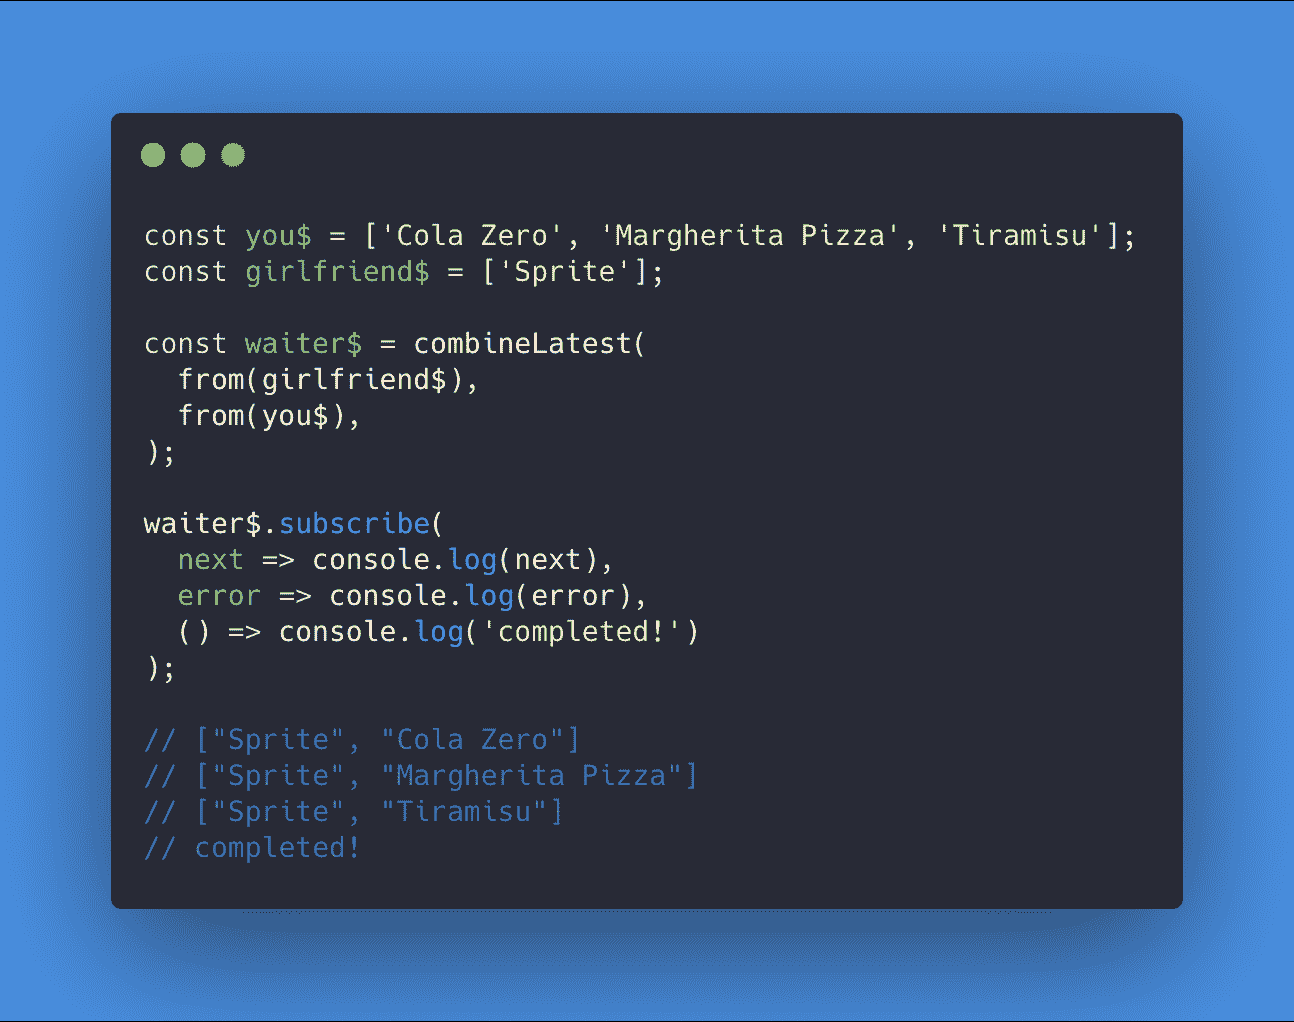 const you$ = ['Cola Zero', 'Margherita Pizza', 'Tiramisu'];
const girlfriend$ = ['Sprite'];

const waiter$ = combineLatest(
  from(girlfriend$),
  from(you$),
);

waiter$.subscribe(
  next => console.log(next),
  error => console.log(error),
  () => console.log('completed!')
);

// ["Sprite", "Cola Zero"]
// ["Sprite", "Margherita Pizza"]
// ["Sprite", "Tiramisu"]
// completed!